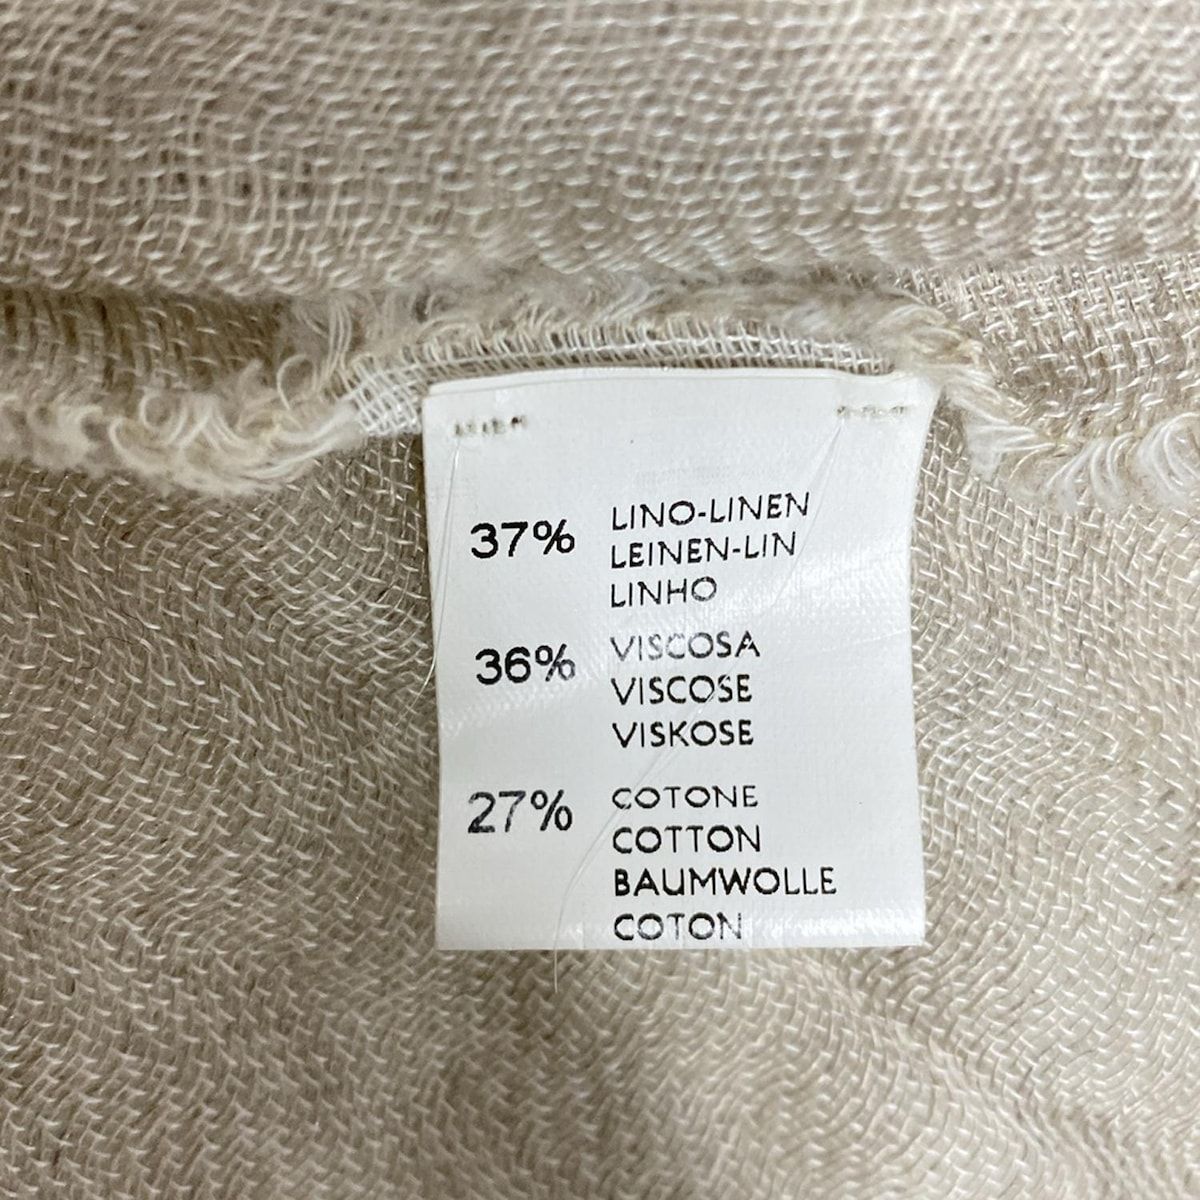 37% LINO-LINEN
LEINEN-LIN
LINHO
36% VISCOSA
VISCOSE
VISKOSE
27% COTONE
COTTON
BAUMWOLLE
COTON